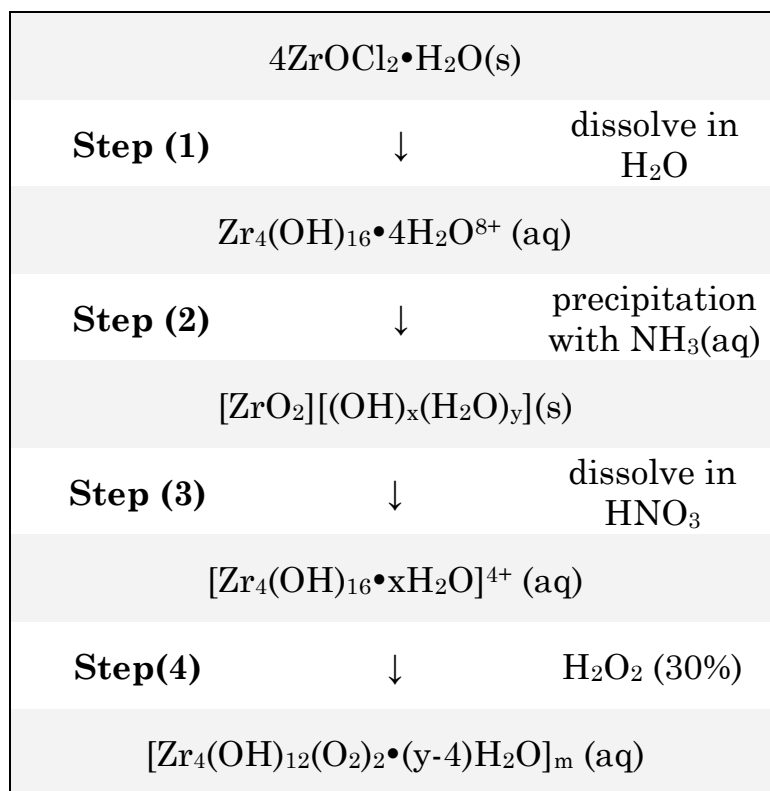 4ZrOCl₂•H₂O(s)
Step (1) ↓ dissolve in
H₂O
Zr₄(OH)₁₆•4H₂O⁸⁺ (aq)
Step (2) ↓ precipitation
with NH₃(aq)
[ZrO₂][(OH)ₓ(H₂O)ᵧ](s)
Step (3) ↓ dissolve in
HNO₃
[Zr₄(OH)₁₆•xH₂O]⁴⁺ (aq)
Step(4) ↓ H₂O₂ (30%)
[Zr₄(OH)₁₂(O₂)₂•(y-4)H₂O]ₘ (aq)